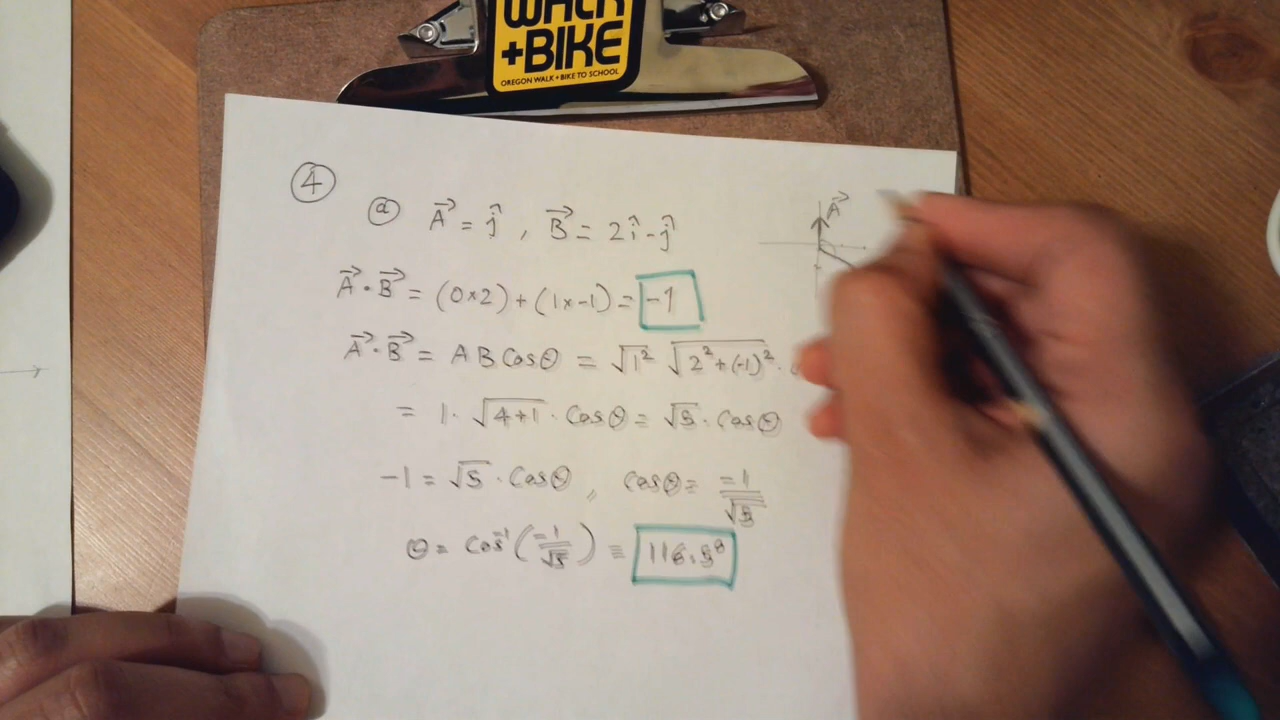 WALK
+BIKE
OREGON WALK + BIKE TO SCHOOL
④
ⓐ A⃗ = ĵ , B⃗ = 2î - ĵ
A⃗
A⃗·B⃗ = (0×2) + (1×-1) = -1
A⃗·B⃗ = A B Cosθ = √1² √2²+(-1)² ·
= 1 · √4+1 · Cosθ = √5 · Cosθ
-1 = √5 · Cosθ , Cosθ = -1/√5
θ = Cos⁻¹(-1/√5) = 116.5°